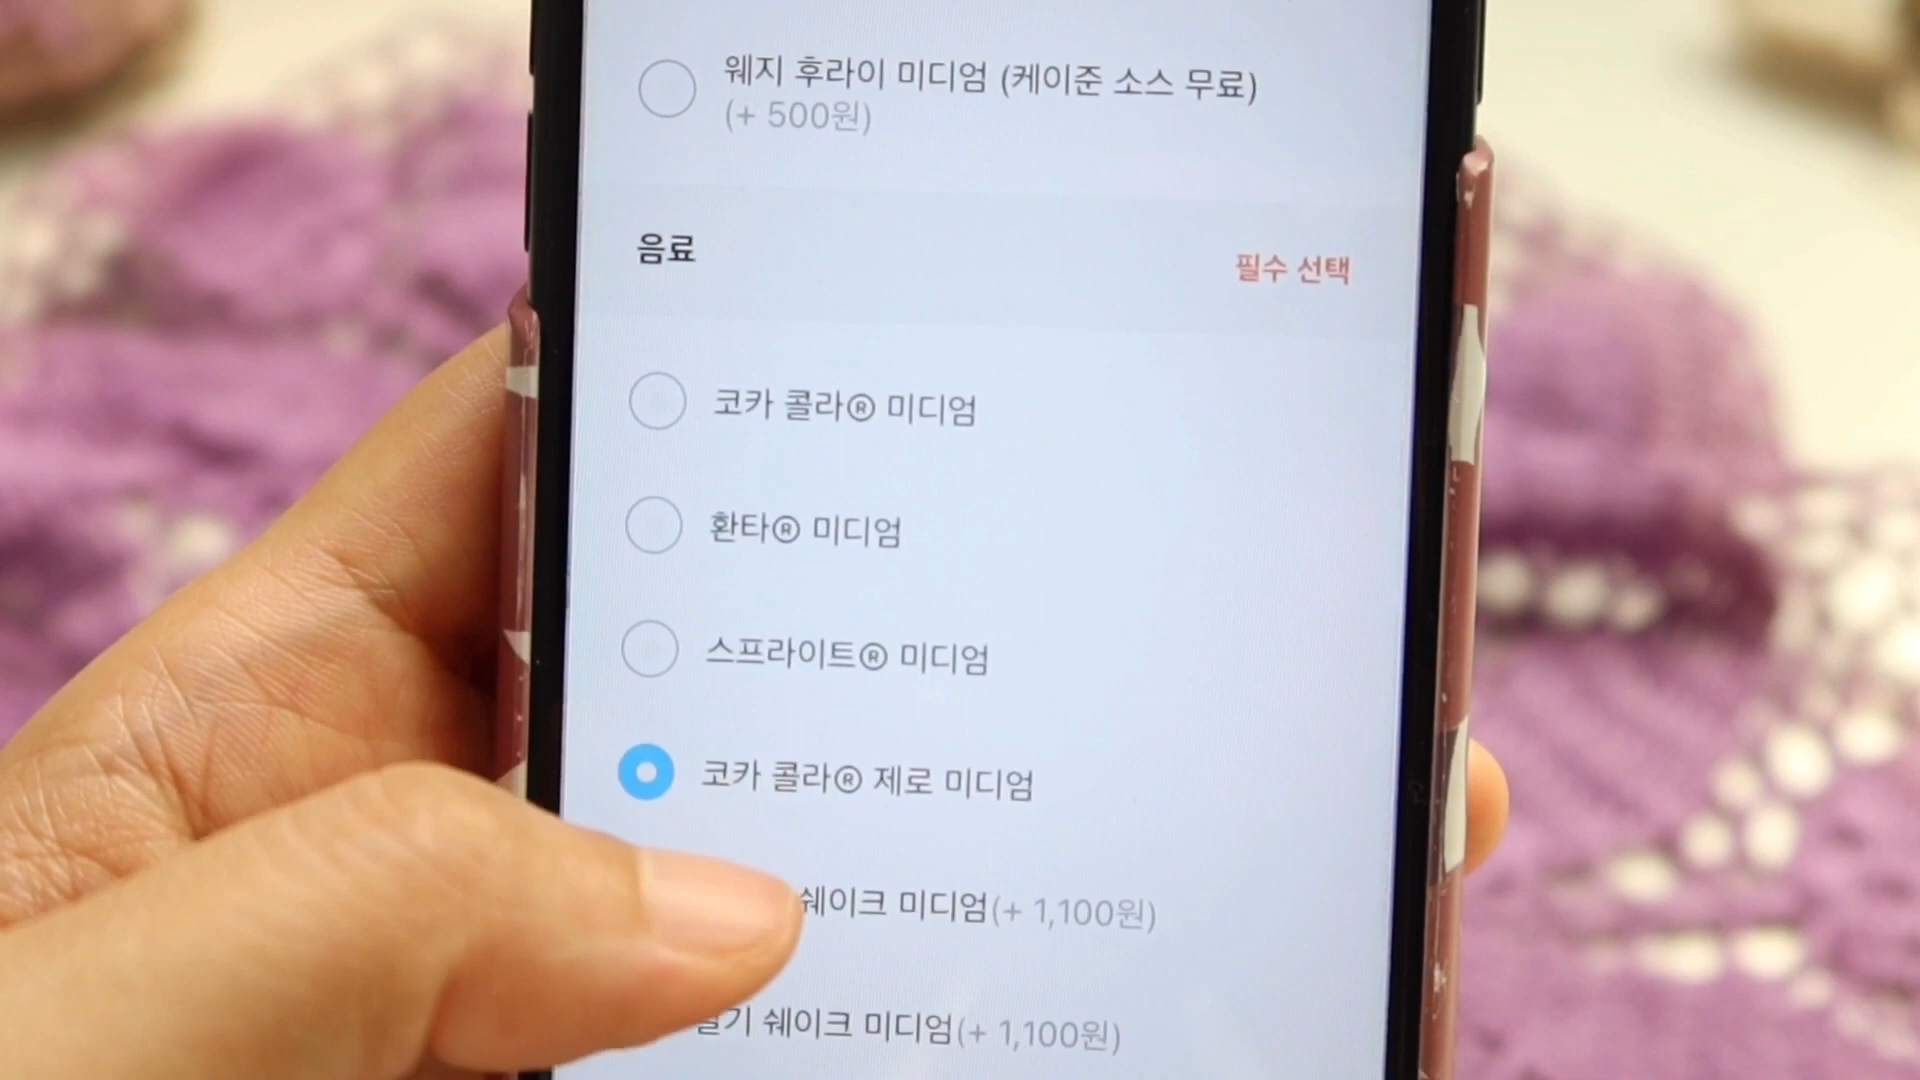 웨지 후라이 미디엄 (케이준 소스 무료)
(+ 500원)
음료
필수 선택
코카 콜라® 미디엄
환타® 미디엄
스프라이트® 미디엄
코카 콜라® 제로 미디엄
쉐이크 미디엄(+ 1,100원)
쉐이크 미디엄(+ 1,100원)